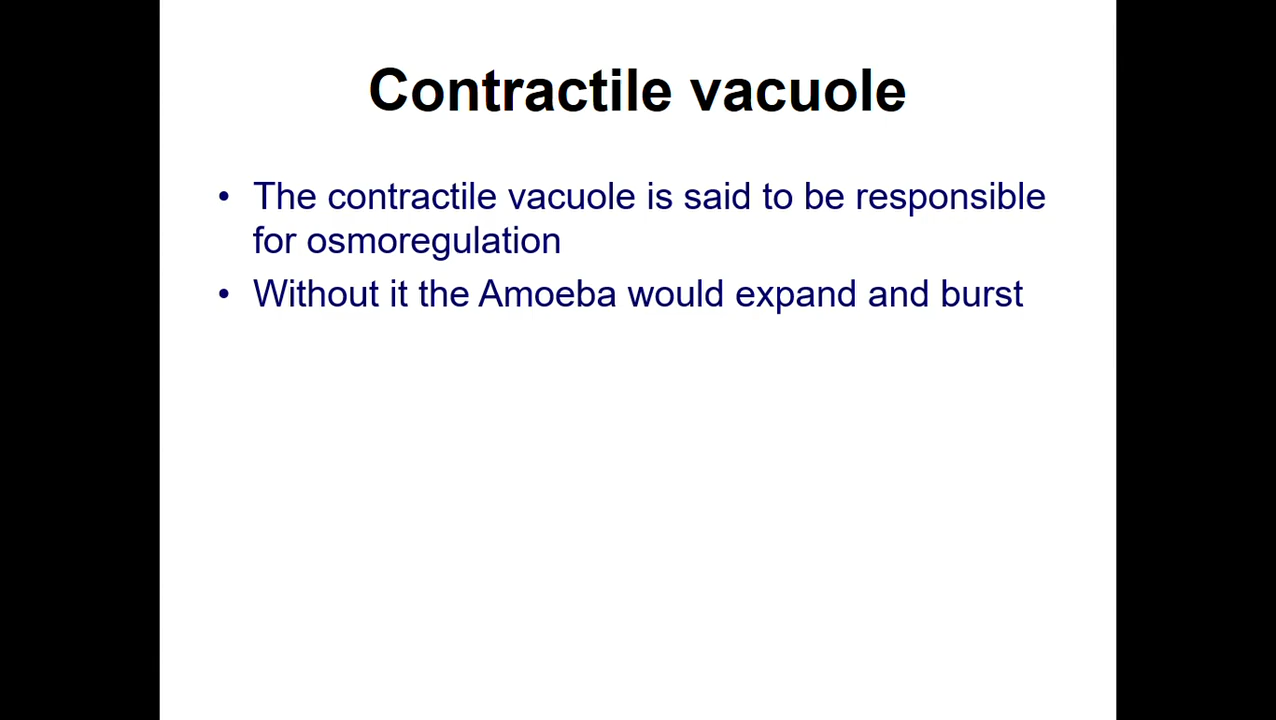 Contractile vacuole
• The contractile vacuole is said to be responsible
for osmoregulation
• Without it the Amoeba would expand and burst